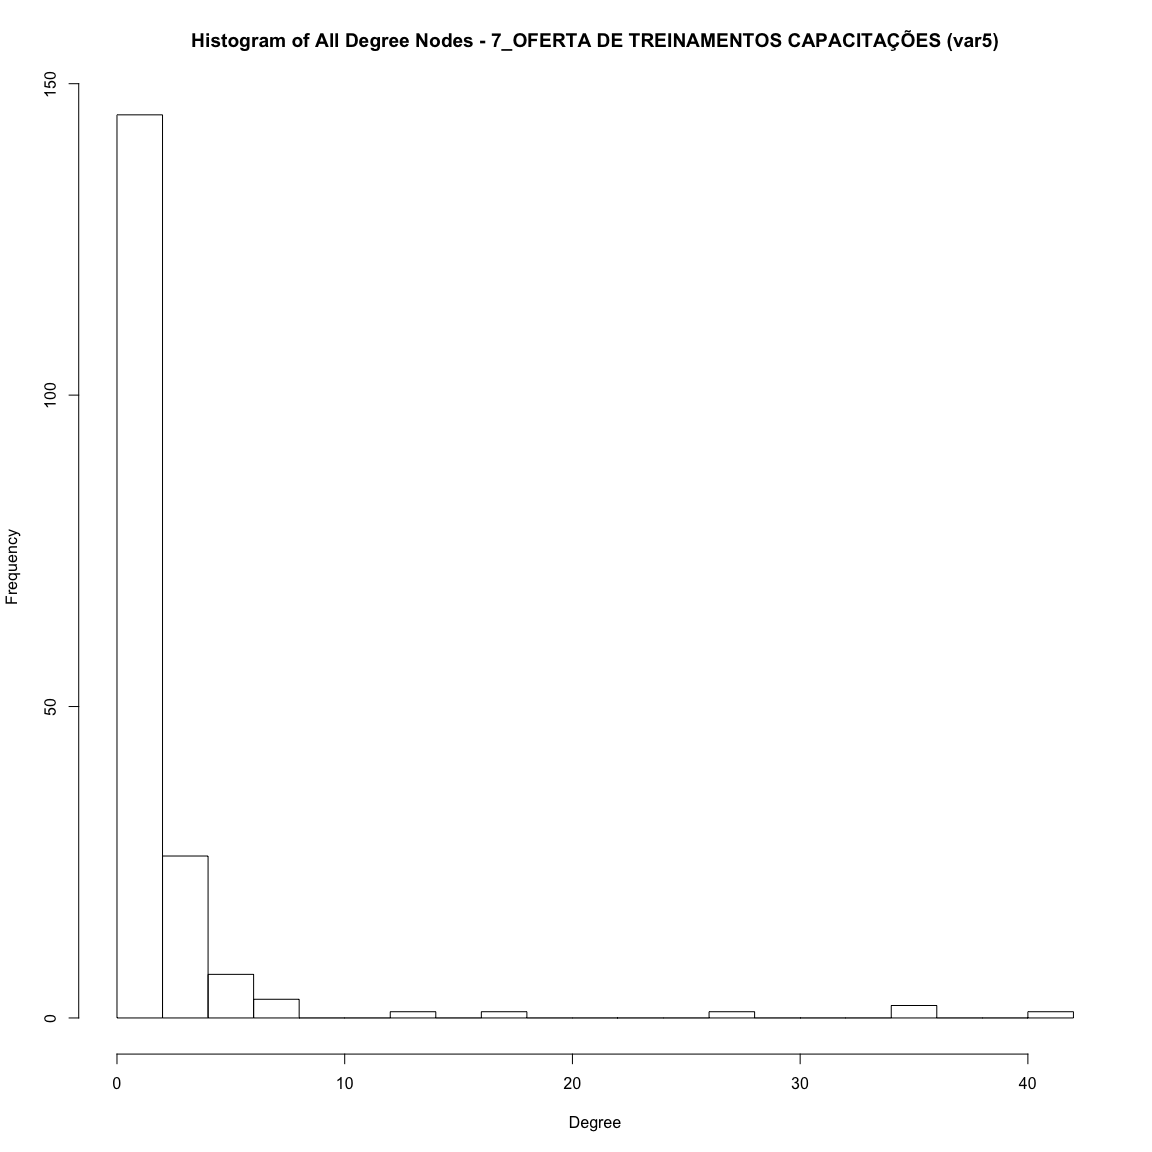 Histogram of All Degree Nodes - 7_OFERTA DE TREINAMENTOS CAPACITAÇÕES (var5)
150
100
50
0
Frequency
0 10 20 30 40
Degree